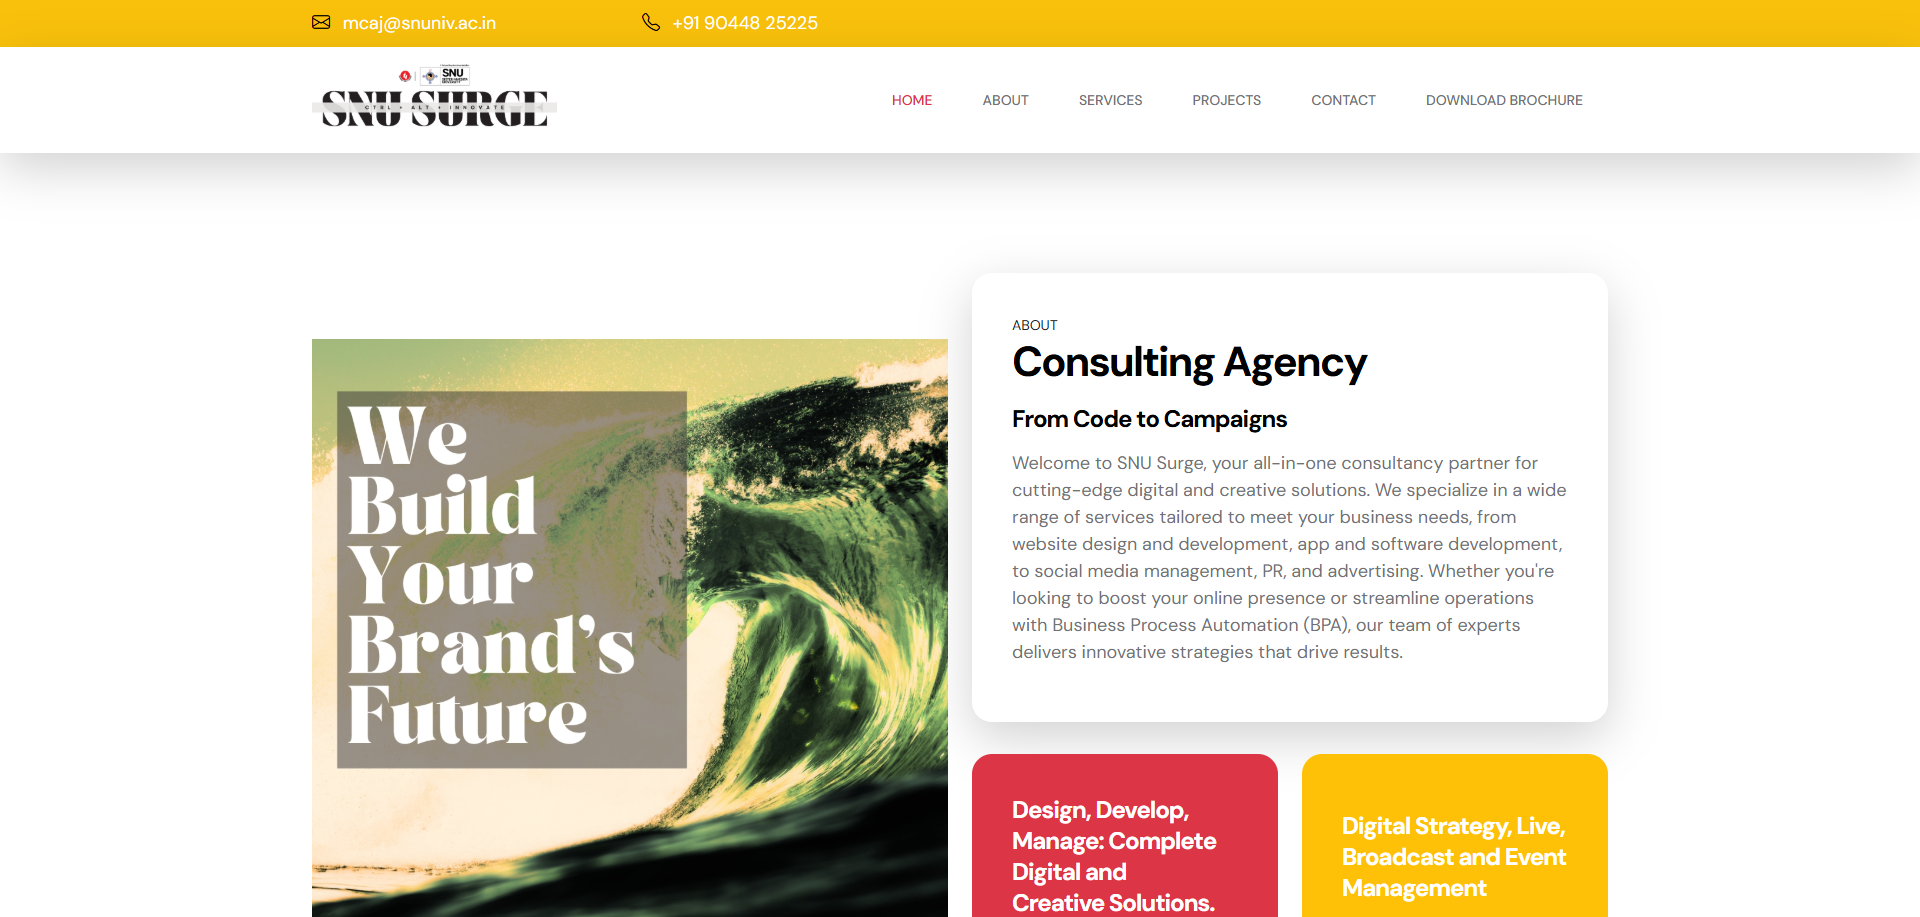 mcaj@snuniv.ac.in
+91 90448 25225
SNU
SNU SURGE
CTRL + ALT + INNOVATE
HOME
ABOUT
SERVICES
PROJECTS
CONTACT
DOWNLOAD BROCHURE
We
Build
Your
Brand’s
Future
ABOUT
Consulting Agency
From Code to Campaigns
Welcome to SNU Surge, your all-in-one consultancy partner for
cutting-edge digital and creative solutions. We specialize in a wide
range of services tailored to meet your business needs, from
website design and development, app and software development,
to social media management, PR, and advertising. Whether you're
looking to boost your online presence or streamline operations
with Business Process Automation (BPA), our team of experts
delivers innovative strategies that drive results.
Design, Develop,
Manage: Complete
Digital and
Creative Solutions.
Digital Strategy, Live,
Broadcast and Event
Management